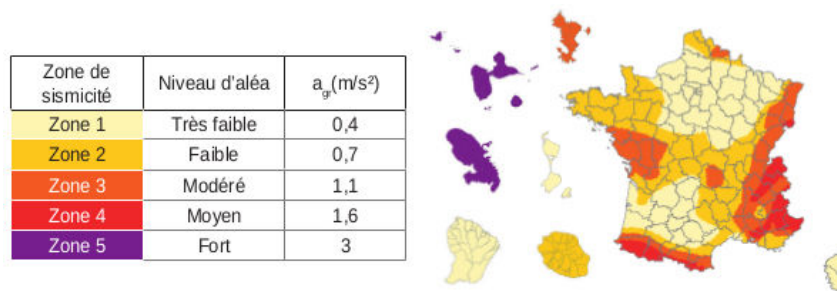 Zone de sismicité Niveau d'aléa a_gr(m/s²)
Zone 1 Très faible 0,4
Zone 2 Faible 0,7
Zone 3 Modéré 1,1
Zone 4 Moyen 1,6
Zone 5 Fort 3